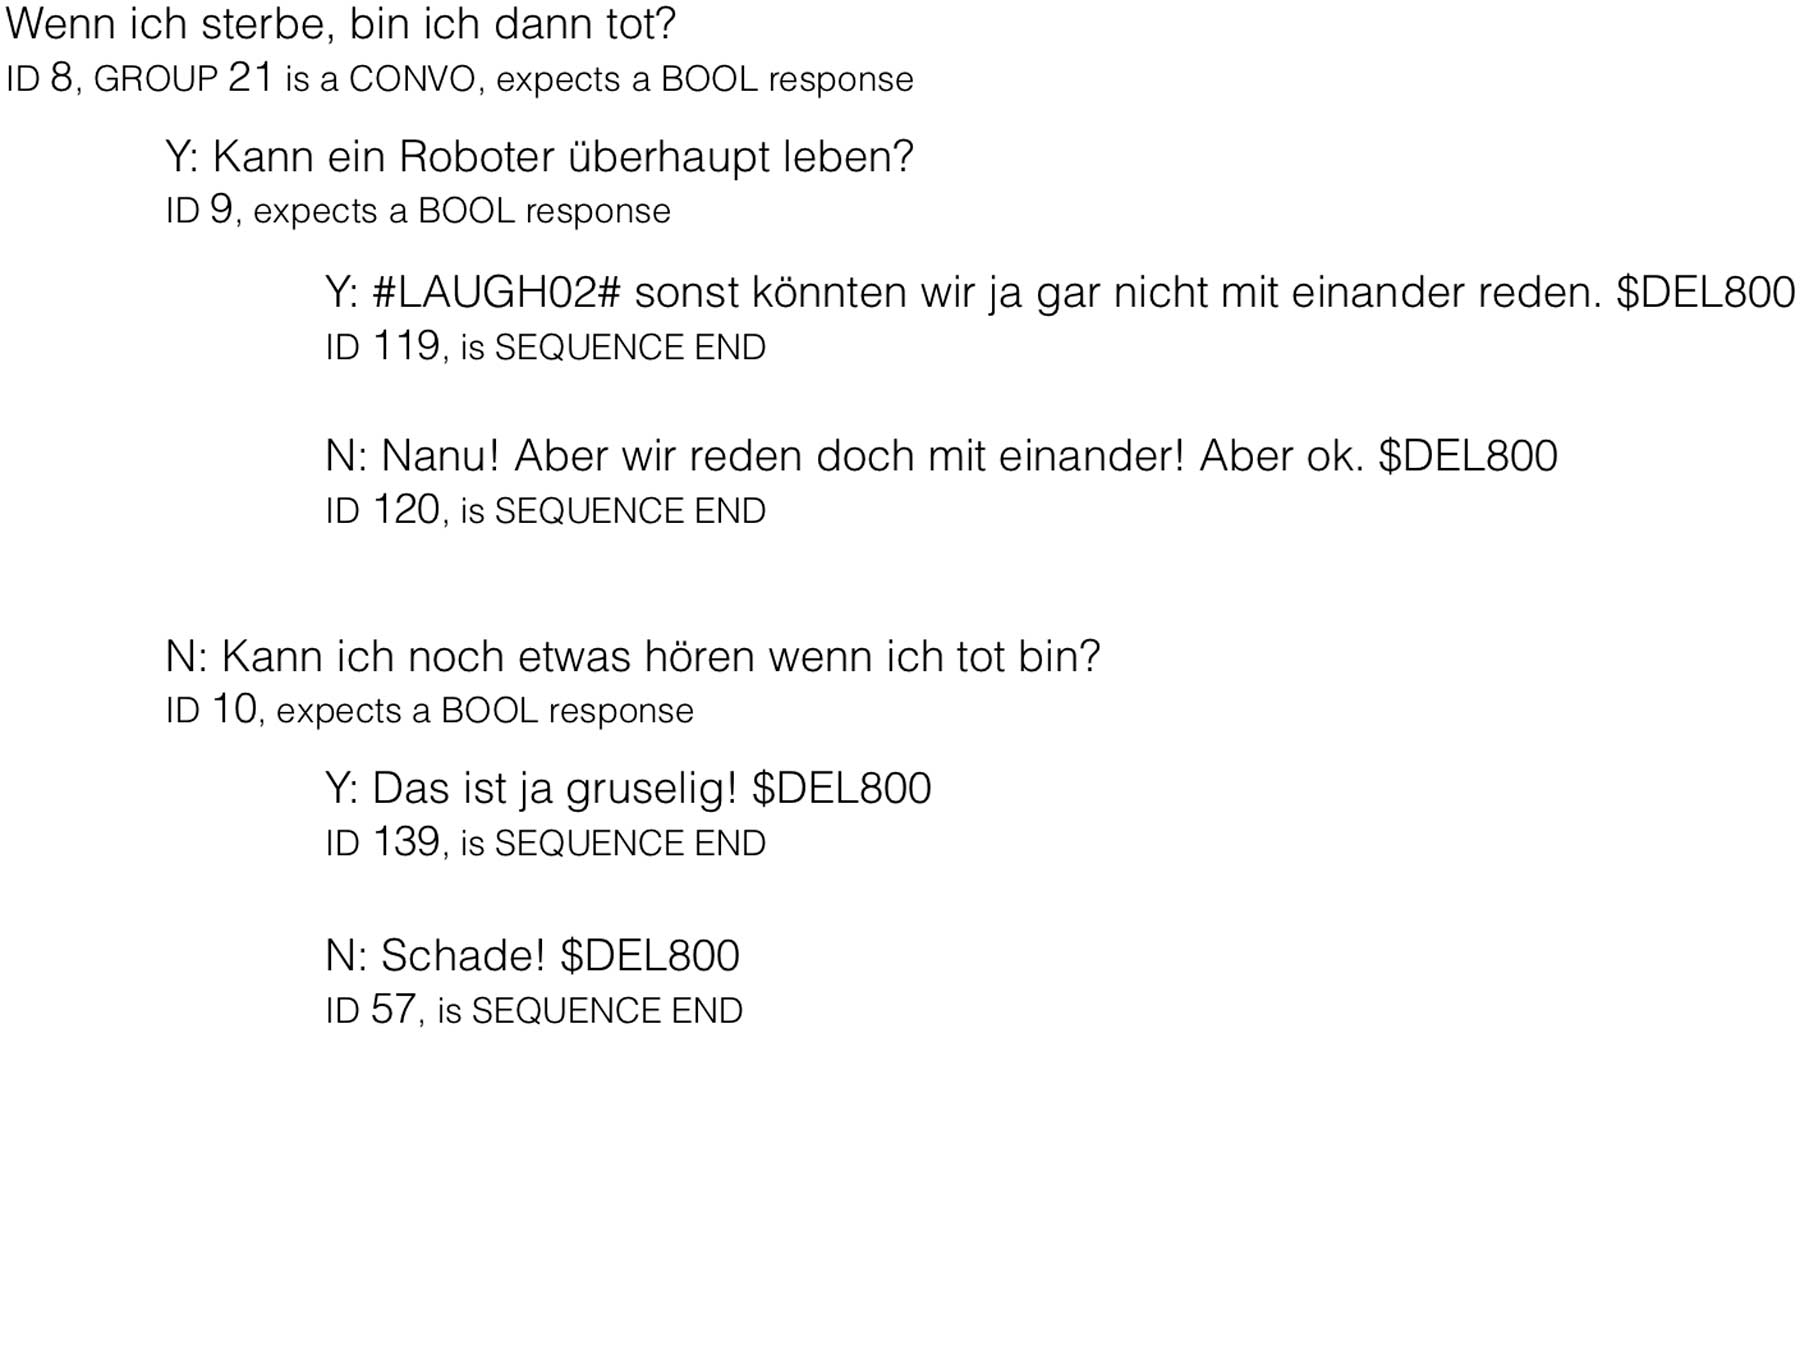 Wenn ich sterbe, bin ich dann tot?
ID 8, GROUP 21 is a CONVO, expects a BOOL response
Y: Kann ein Roboter überhaupt leben?
ID 9, expects a BOOL response
Y: #LAUGH02# sonst könnten wir ja gar nicht mit einander reden. $DEL800
ID 119, is SEQUENCE END
N: Nanu! Aber wir reden doch mit einander! Aber ok. $DEL800
ID 120, is SEQUENCE END
N: Kann ich noch etwas hören wenn ich tot bin?
ID 10, expects a BOOL response
Y: Das ist ja gruselig! $DEL800
ID 139, is SEQUENCE END
N: Schade! $DEL800
ID 57, is SEQUENCE END